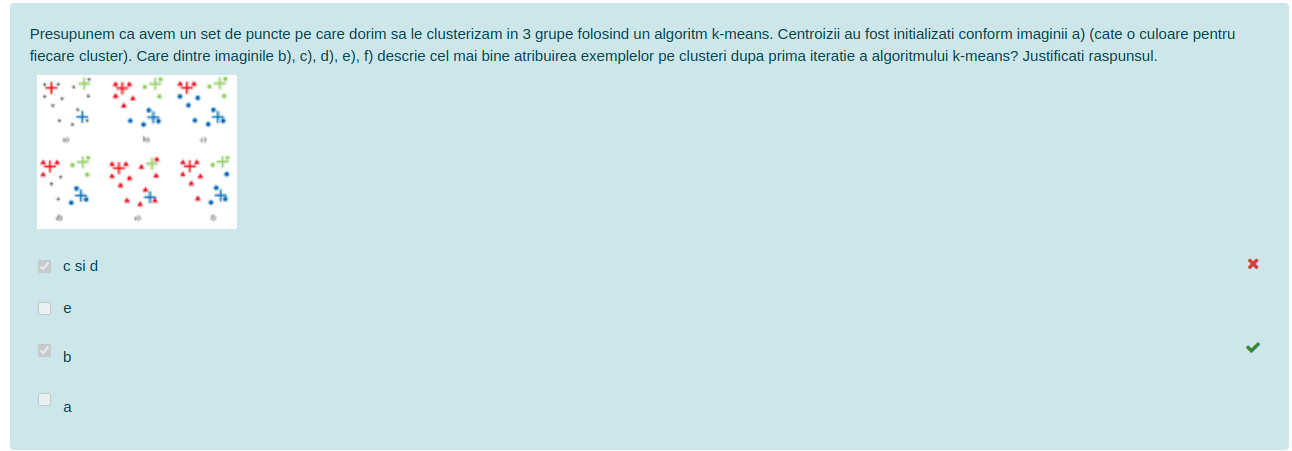 Presupunem ca avem un set de puncte pe care dorim sa le clusterizam in 3 grupe folosind un algoritm k-means. Centroizii au fost initializati conform imaginii a) (cate o culoare pentru
fiecare cluster). Care dintre imaginile b), c), d), e), f) descrie cel mai bine atribuirea exemplelor pe clusteri dupa prima iteratie a algoritmului k-means? Justificati raspunsul.
a) b) c)
d) e) f)
c si d
e
b
a